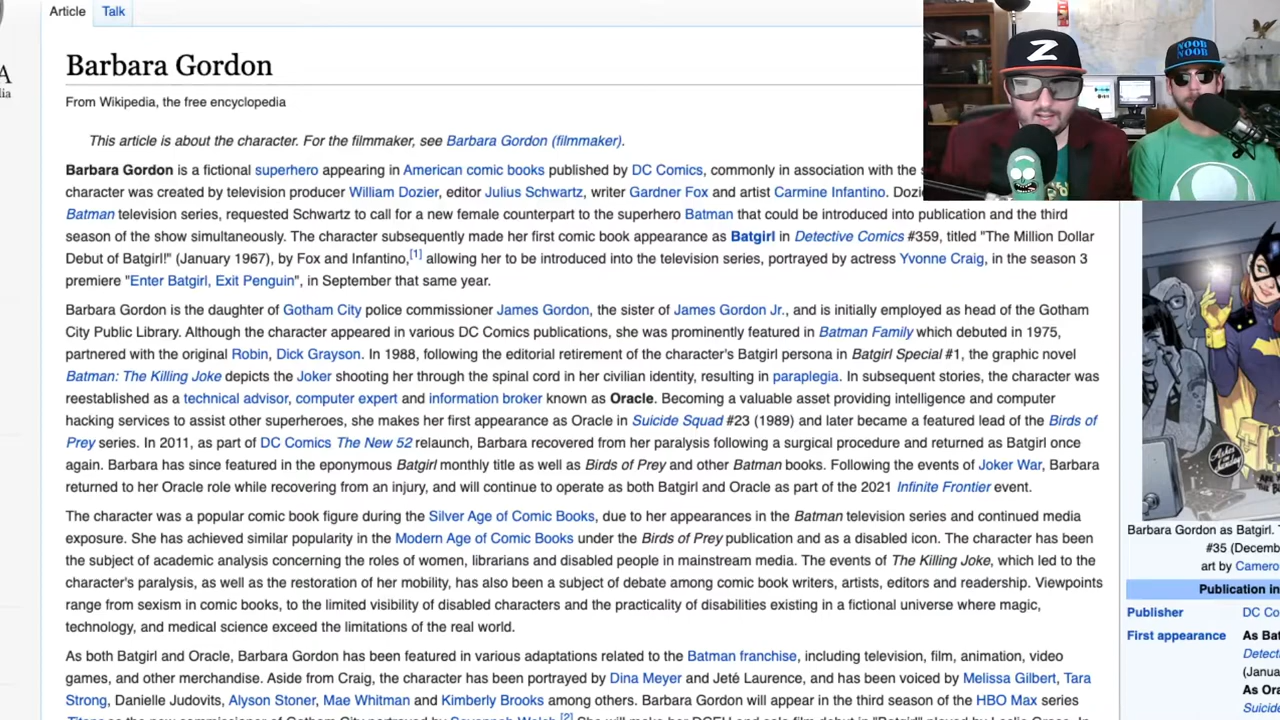 Article Talk
A
ia
Barbara Gordon
From Wikipedia, the free encyclopedia
This article is about the character. For the filmmaker, see Barbara Gordon (filmmaker).
Barbara Gordon is a fictional superhero appearing in American comic books published by DC Comics, commonly in association with the s
character was created by television producer William Dozier, editor Julius Schwartz, writer Gardner Fox and artist Carmine Infantino. Dozi
Batman television series, requested Schwartz to call for a new female counterpart to the superhero Batman that could be introduced into publication and the third
season of the show simultaneously. The character subsequently made her first comic book appearance as Batgirl in Detective Comics #359, titled "The Million Dollar
Debut of Batgirl!" (January 1967), by Fox and Infantino,[1] allowing her to be introduced into the television series, portrayed by actress Yvonne Craig, in the season 3
premiere "Enter Batgirl, Exit Penguin", in September that same year.
Barbara Gordon is the daughter of Gotham City police commissioner James Gordon, the sister of James Gordon Jr., and is initially employed as head of the Gotham
City Public Library. Although the character appeared in various DC Comics publications, she was prominently featured in Batman Family which debuted in 1975,
partnered with the original Robin, Dick Grayson. In 1988, following the editorial retirement of the character's Batgirl persona in Batgirl Special #1, the graphic novel
Batman: The Killing Joke depicts the Joker shooting her through the spinal cord in her civilian identity, resulting in paraplegia. In subsequent stories, the character was
reestablished as a technical advisor, computer expert and information broker known as Oracle. Becoming a valuable asset providing intelligence and computer
hacking services to assist other superheroes, she makes her first appearance as Oracle in Suicide Squad #23 (1989) and later became a featured lead of the Birds of
Prey series. In 2011, as part of DC Comics The New 52 relaunch, Barbara recovered from her paralysis following a surgical procedure and returned as Batgirl once
again. Barbara has since featured in the eponymous Batgirl monthly title as well as Birds of Prey and other Batman books. Following the events of Joker War, Barbara
returned to her Oracle role while recovering from an injury, and will continue to operate as both Batgirl and Oracle as part of the 2021 Infinite Frontier event.
The character was a popular comic book figure during the Silver Age of Comic Books, due to her appearances in the Batman television series and continued media
exposure. She has achieved similar popularity in the Modern Age of Comic Books under the Birds of Prey publication and as a disabled icon. The character has been
the subject of academic analysis concerning the roles of women, librarians and disabled people in mainstream media. The events of The Killing Joke, which led to the
character's paralysis, as well as the restoration of her mobility, has also been a subject of debate among comic book writers, artists, editors and readership. Viewpoints
range from sexism in comic books, to the limited visibility of disabled characters and the practicality of disabilities existing in a fictional universe where magic,
technology, and medical science exceed the limitations of the real world.
As both Batgirl and Oracle, Barbara Gordon has been featured in various adaptations related to the Batman franchise, including television, film, animation, video
games, and other merchandise. Aside from Craig, the character has been portrayed by Dina Meyer and Jeté Laurence, and has been voiced by Melissa Gilbert, Tara
Strong, Danielle Judovits, Alyson Stoner, Mae Whitman and Kimberly Brooks among others. Barbara Gordon will appear in the third season of the HBO Max series
Z
NOOB
NOOB
Barbara Gordon as Batgirl. T
#35 (Decemb
art by Camero
Publication in
Publisher DC Co
First appearance As Bat
Detect
(Janua
As Ora
Suicide